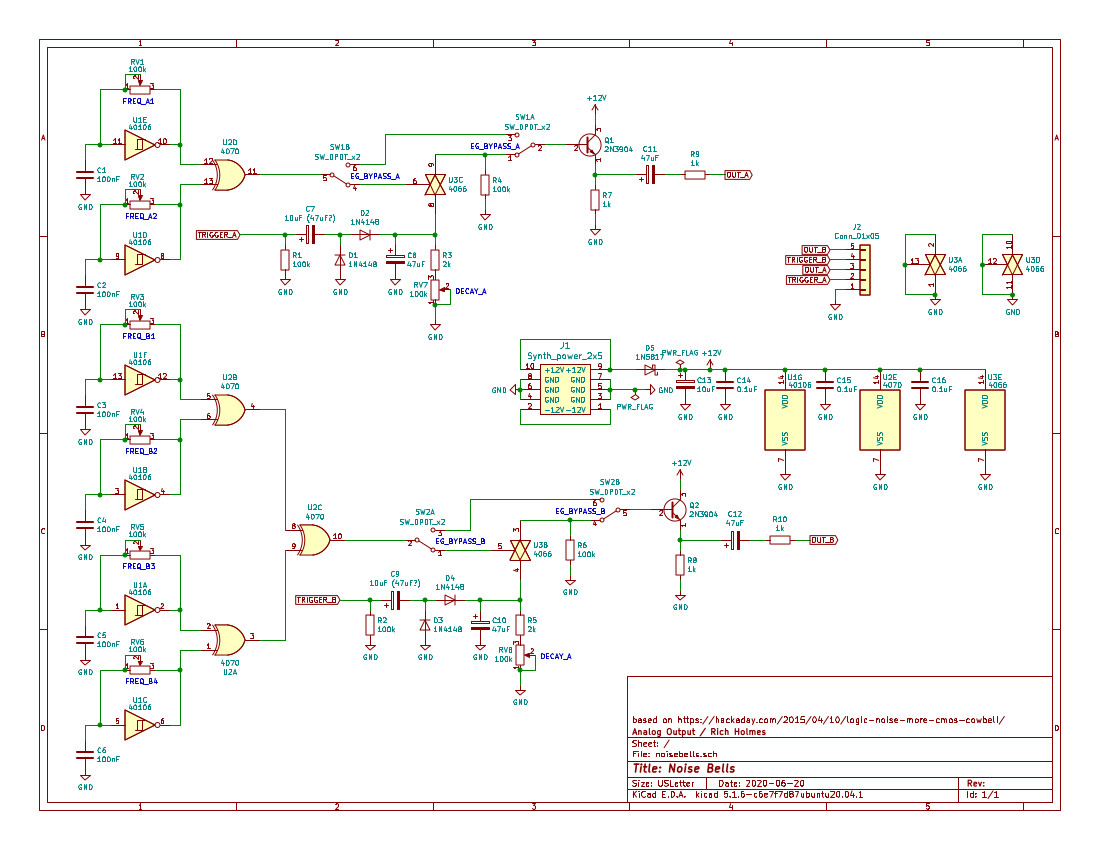 1 2 3 4 5
A
B
C
D
RV1
100k
FREQ_A1
U1E
40106
11 10
C1
100nF
GND
RV2
100k
FREQ_A2
U1D
40106
9 8
C2
100nF
GND
U2D
4070
12
13
11
SW1B
SW_DPDT_x2
EG_BYPASS_A
5
6
4
SW1A
SW_DPDT_x2
EG_BYPASS_A
3
1
2
U3C
4066
6
9
8
R4
100k
GND
+12V
Q1
2N3904
R7
1k
GND
C11
47uF
R9
1k
OUT_A
TRIGGER_A
R1
100k
GND
C7
10uF (47uF?)
D2
1N4148
D1
1N4148
GND
C8
47uF
GND
R3
2k
RV7
100k
DECAY_A
GND
J2
Conn_01x05
OUT_B 5
TRIGGER_B 4
OUT_A 3
TRIGGER_A 2
1
GND
U3A
4066
13
2
1
GND
U3D
4066
12
10
11
GND
RV3
100k
FREQ_B1
U1F
40106
13 12
C3
100nF
GND
RV4
100k
FREQ_B2
U1B
40106
3 4
C4
100nF
GND
U2B
4070
5
6
4
J1
Synth_power_2x5
10 +12V +12V 9
8 GND GND 7
6 GND GND 5
4 GND GND 3
2 -12V -12V 1
GND
GND
PWR_FLAG
D5
1N5817
PWR_FLAG
+12V
C13
10uF
GND
C14
0.1uF
GND
U1G
40106
14
VDD
VSS
7
GND
C15
0.1uF
GND
U2E
4070
14
VDD
VSS
7
GND
C16
0.1uF
GND
U3E
4066
14
VDD
VSS
7
GND
RV5
100k
FREQ_B3
U1A
40106
1 2
C5
100nF
GND
RV6
100k
FREQ_B4
U1C
40106
5 6
C6
100nF
GND
U2A
4070
2
1
3
U2C
4070
8
9
10
SW2A
SW_DPDT_x2
EG_BYPASS_B
2
3
1
SW2B
SW_DPDT_x2
EG_BYPASS_B
6
4
5
U3B
4066
5
3
4
R6
100k
GND
+12V
Q2
2N3904
R8
1k
GND
C12
47uF
R10
1k
OUT_B
TRIGGER_B
R2
100k
GND
C9
10uF (47uF?)
D4
1N4148
D3
1N4148
GND
C10
47uF
GND
R5
2k
RV8
100k
DECAY_A
GND
based on https://hackaday.com/2015/04/10/logic-noise-more-cmos-cowbell/
Analog Output / Rich Holmes
Sheet: /
File: noisebells.sch
Title: Noise Bells
Size: USLetter Date: 2020-06-20 Rev:
KiCad E.D.A. kicad 5.1.6-c6e7f7d87ubuntu20.04.1 Id: 1/1
1 2 3 4 5